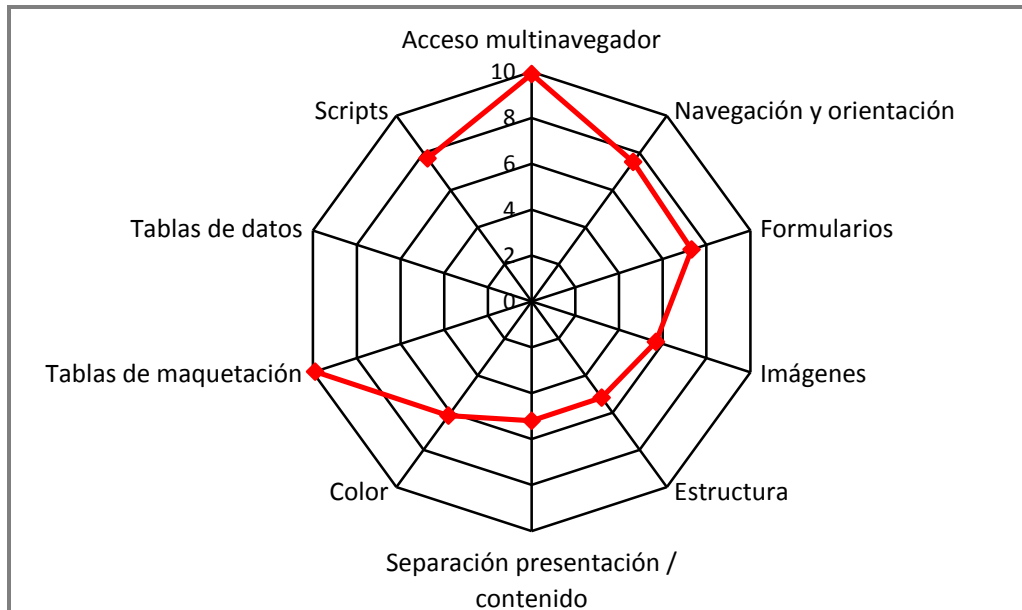 Acceso multinavegador
10
Scripts
Navegación y orientación
8
6
Tablas de datos
Formularios
4
2
0
Tablas de maquetación
Imágenes
Color
Estructura
Separación presentación /
contenido